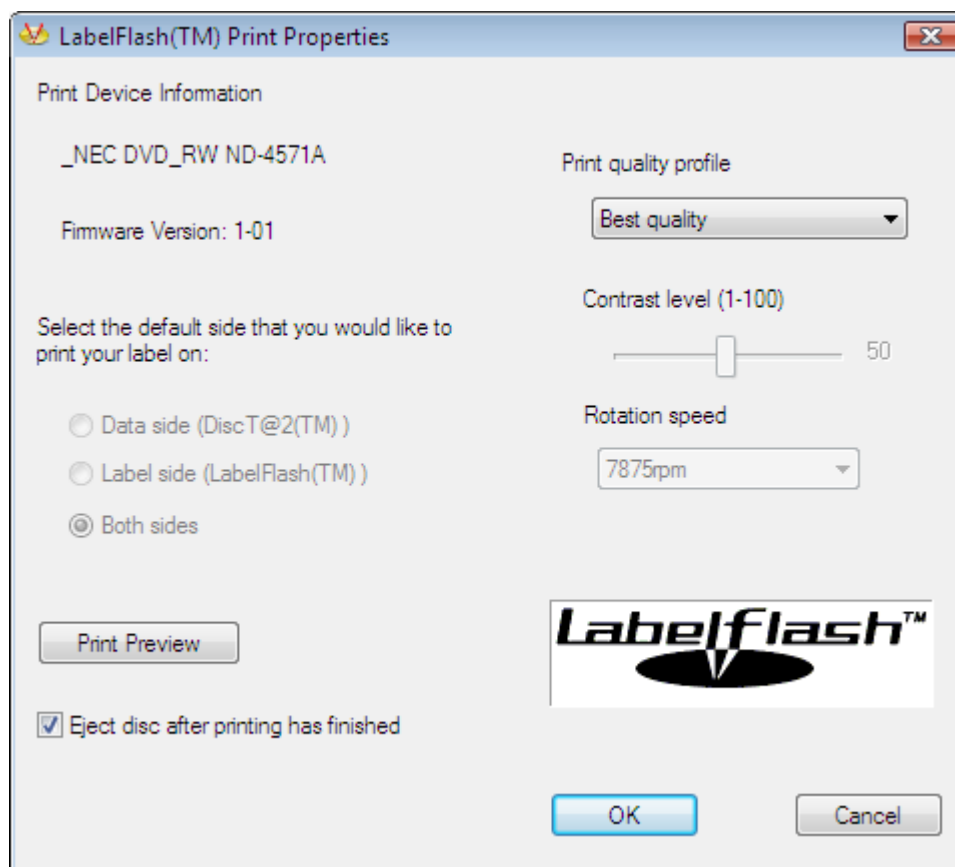 LabelFlash(TM) Print Properties
Print Device Information
_NEC DVD_RW ND-4571A
Firmware Version: 1-01
Select the default side that you would like to
print your label on:
Data side (DiscT@2(TM) )
Label side (LabelFlash(TM) )
Both sides
Print Preview
Eject disc after printing has finished
Print quality profile
Best quality
Contrast level (1-100)
50
Rotation speed
7875rpm
Labelflash™
OK
Cancel